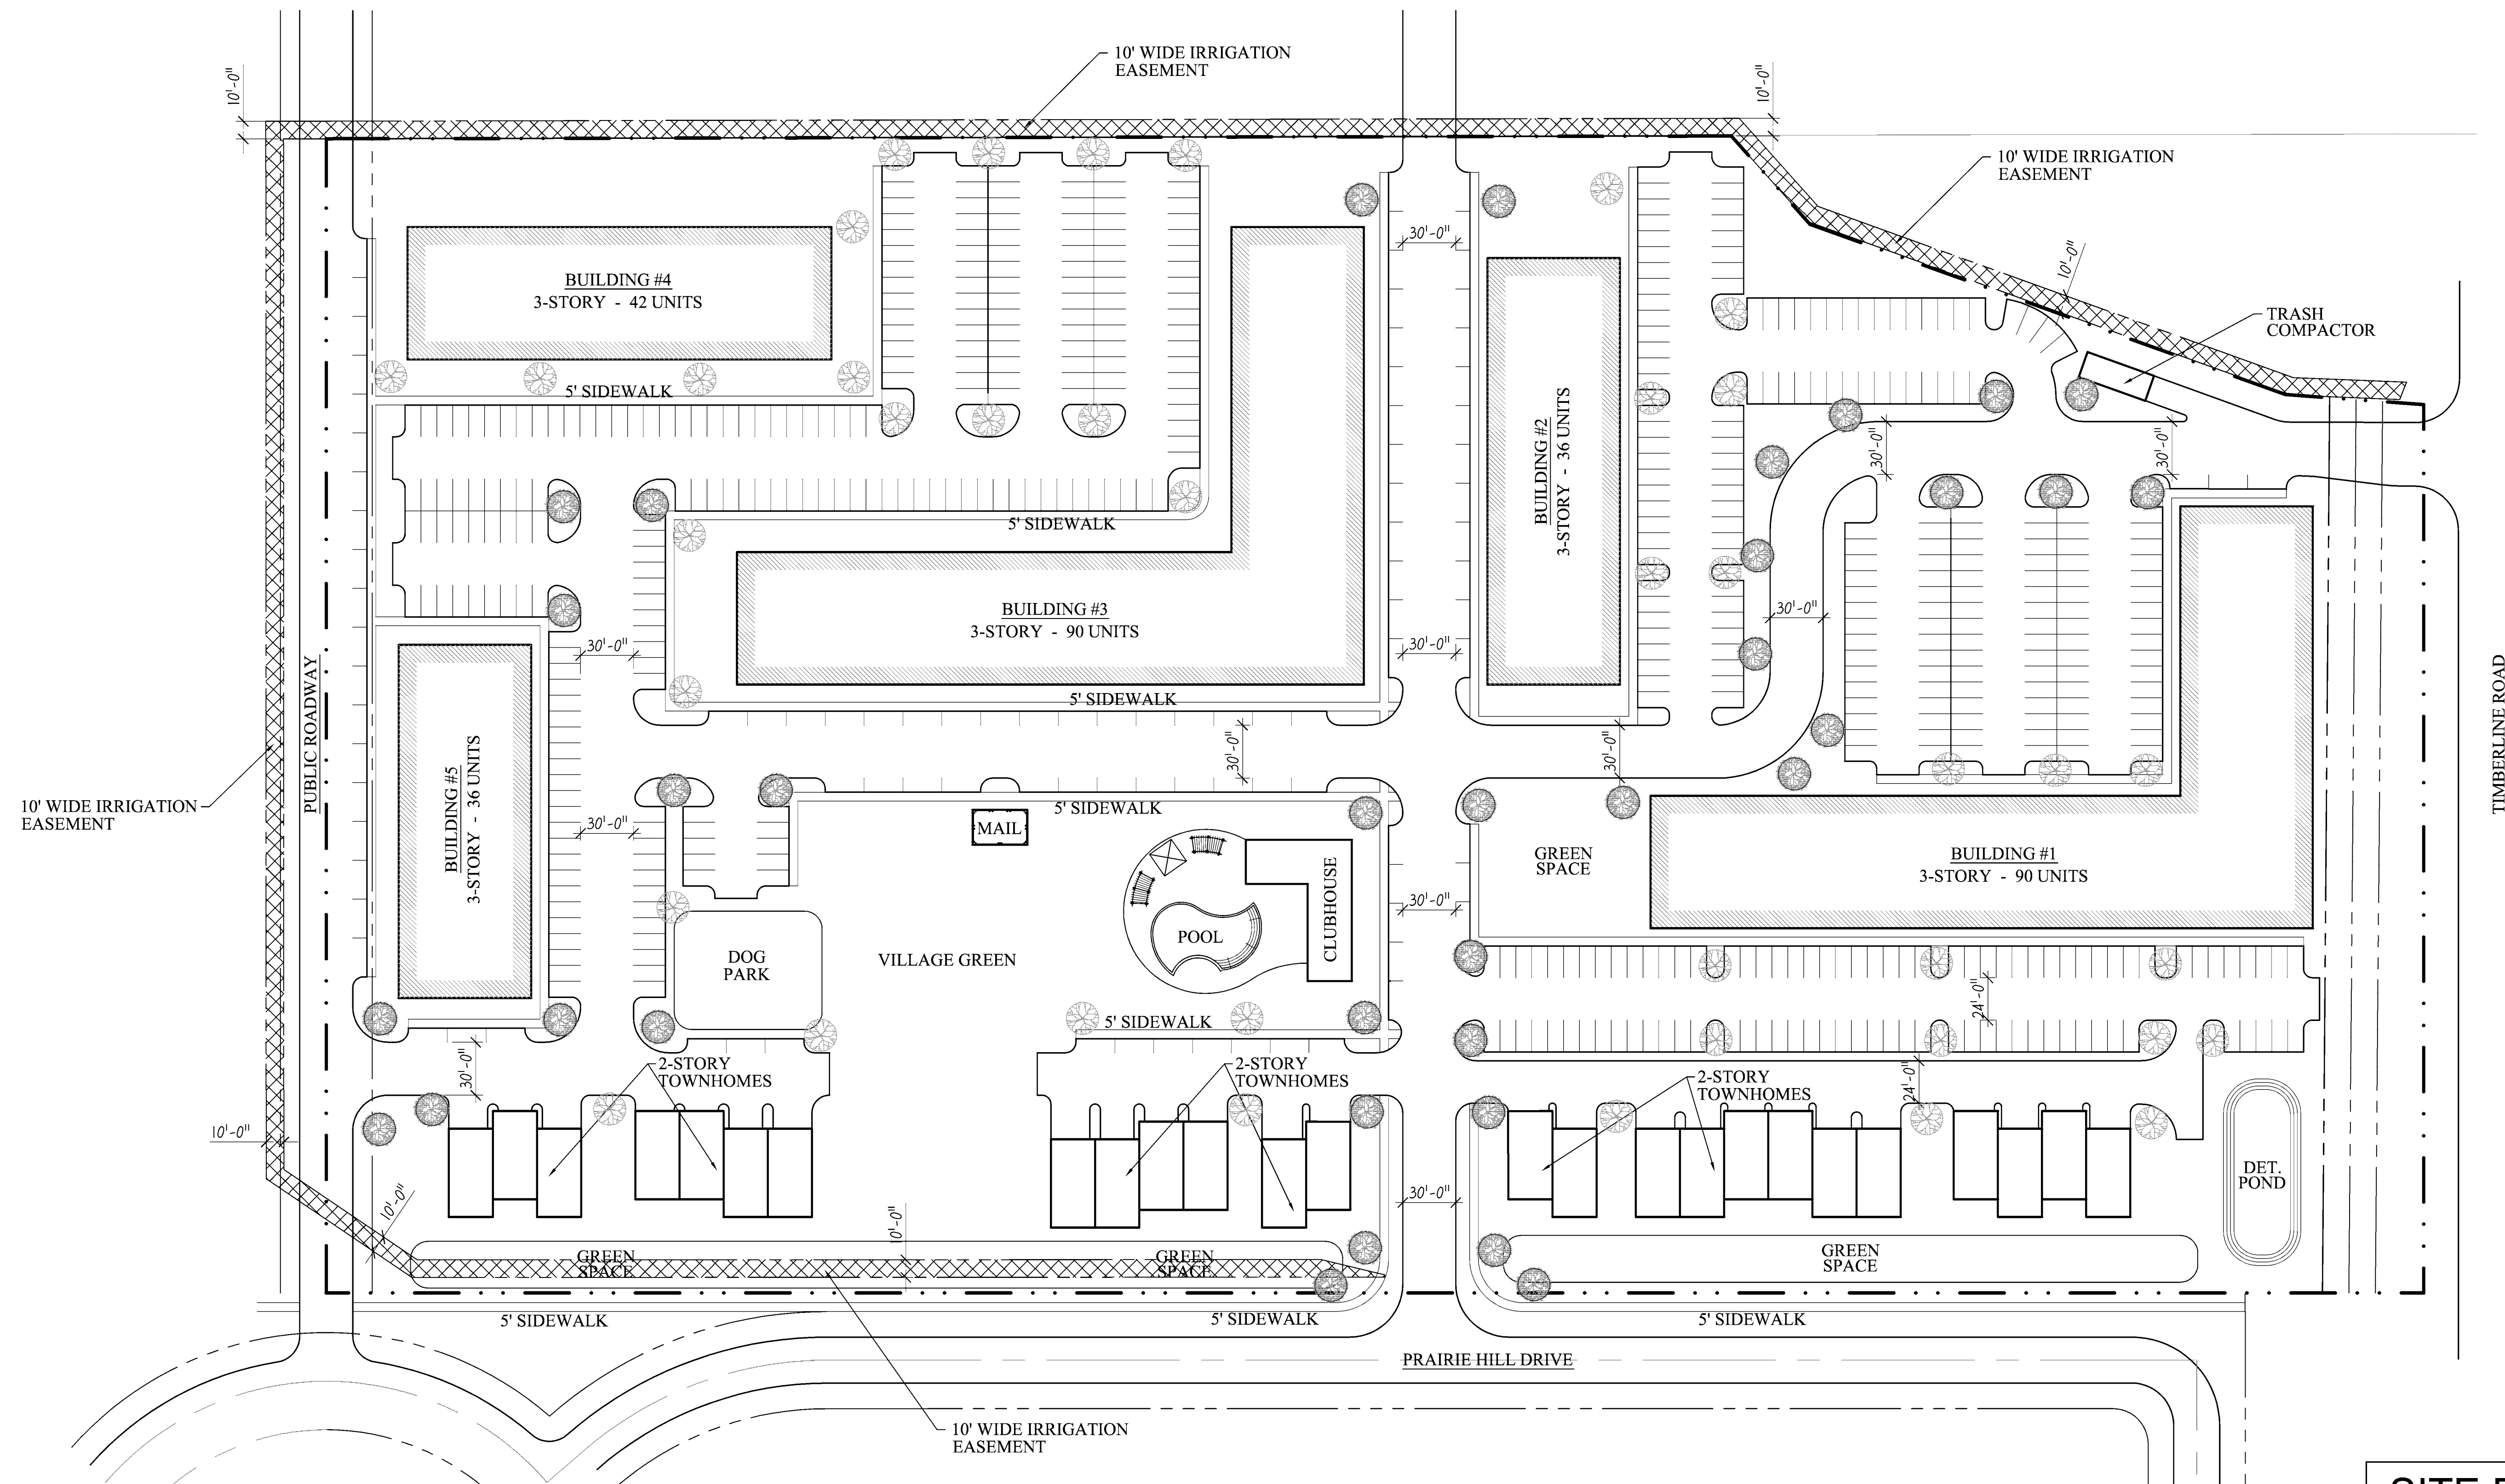 10' WIDE IRRIGATION
EASEMENT
10'-0"
10'-0"
10' WIDE IRRIGATION
EASEMENT
10'-0"
30'-0"
BUILDING #4
3-STORY - 42 UNITS
TRASH
COMPACTOR
5' SIDEWALK
BUILDING #2
3-STORY - 36 UNITS
30'-0"
30'-0"
5' SIDEWALK
BUILDING #3
3-STORY - 90 UNITS
30'-0"
30'-0"
30'-0"
5' SIDEWALK
PUBLIC ROADWAY
TIMBERLINE ROAD
30'-0"
30'-0"
10' WIDE IRRIGATION
EASEMENT
BUILDING #5
3-STORY - 36 UNITS
30'-0"
5' SIDEWALK
MAIL
CLUBHOUSE
POOL
GREEN
SPACE
BUILDING #1
3-STORY - 90 UNITS
30'-0"
DOG
PARK
VILLAGE GREEN
24'-0"
5' SIDEWALK
30'-0"
2-STORY
TOWNHOMES
2-STORY
TOWNHOMES
2-STORY
TOWNHOMES
24'-0"
10'-0"
DET.
POND
10'-0"
10'-0"
30'-0"
GREEN
SPACE
GREEN
SPACE
GREEN
SPACE
5' SIDEWALK
5' SIDEWALK
5' SIDEWALK
PRAIRIE HILL DRIVE
10' WIDE IRRIGATION
EASEMENT
SITE